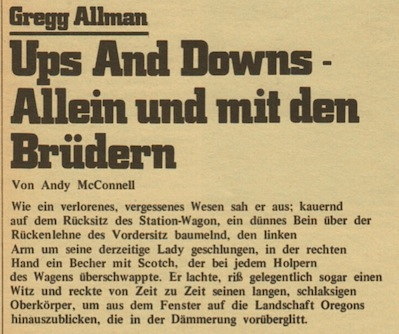 Gregg Allman
Ups And Downs -
Allein und mit den
Brüdern
Von Andy McConnell
Wie ein verlorenes, vergessenes Wesen sah er aus; kauernd
auf dem Rücksitz des Station-Wagon, ein dünnes Bein über der
Rückenlehne des Vordersitz baumelnd, den linken
Arm um seine derzeitige Lady geschlungen, in der rechten
Hand ein Becher mit Scotch, der bei jedem Holpern
des Wagens überschwappte. Er lachte, riß gelegentlich sogar einen
Witz und reckte von Zeit zu Zeit seinen langen, schlaksigen
Oberkörper, um aus dem Fenster auf die Landschaft Oregons
hinauszublicken, die in der Dämmerung vorüberglitt.